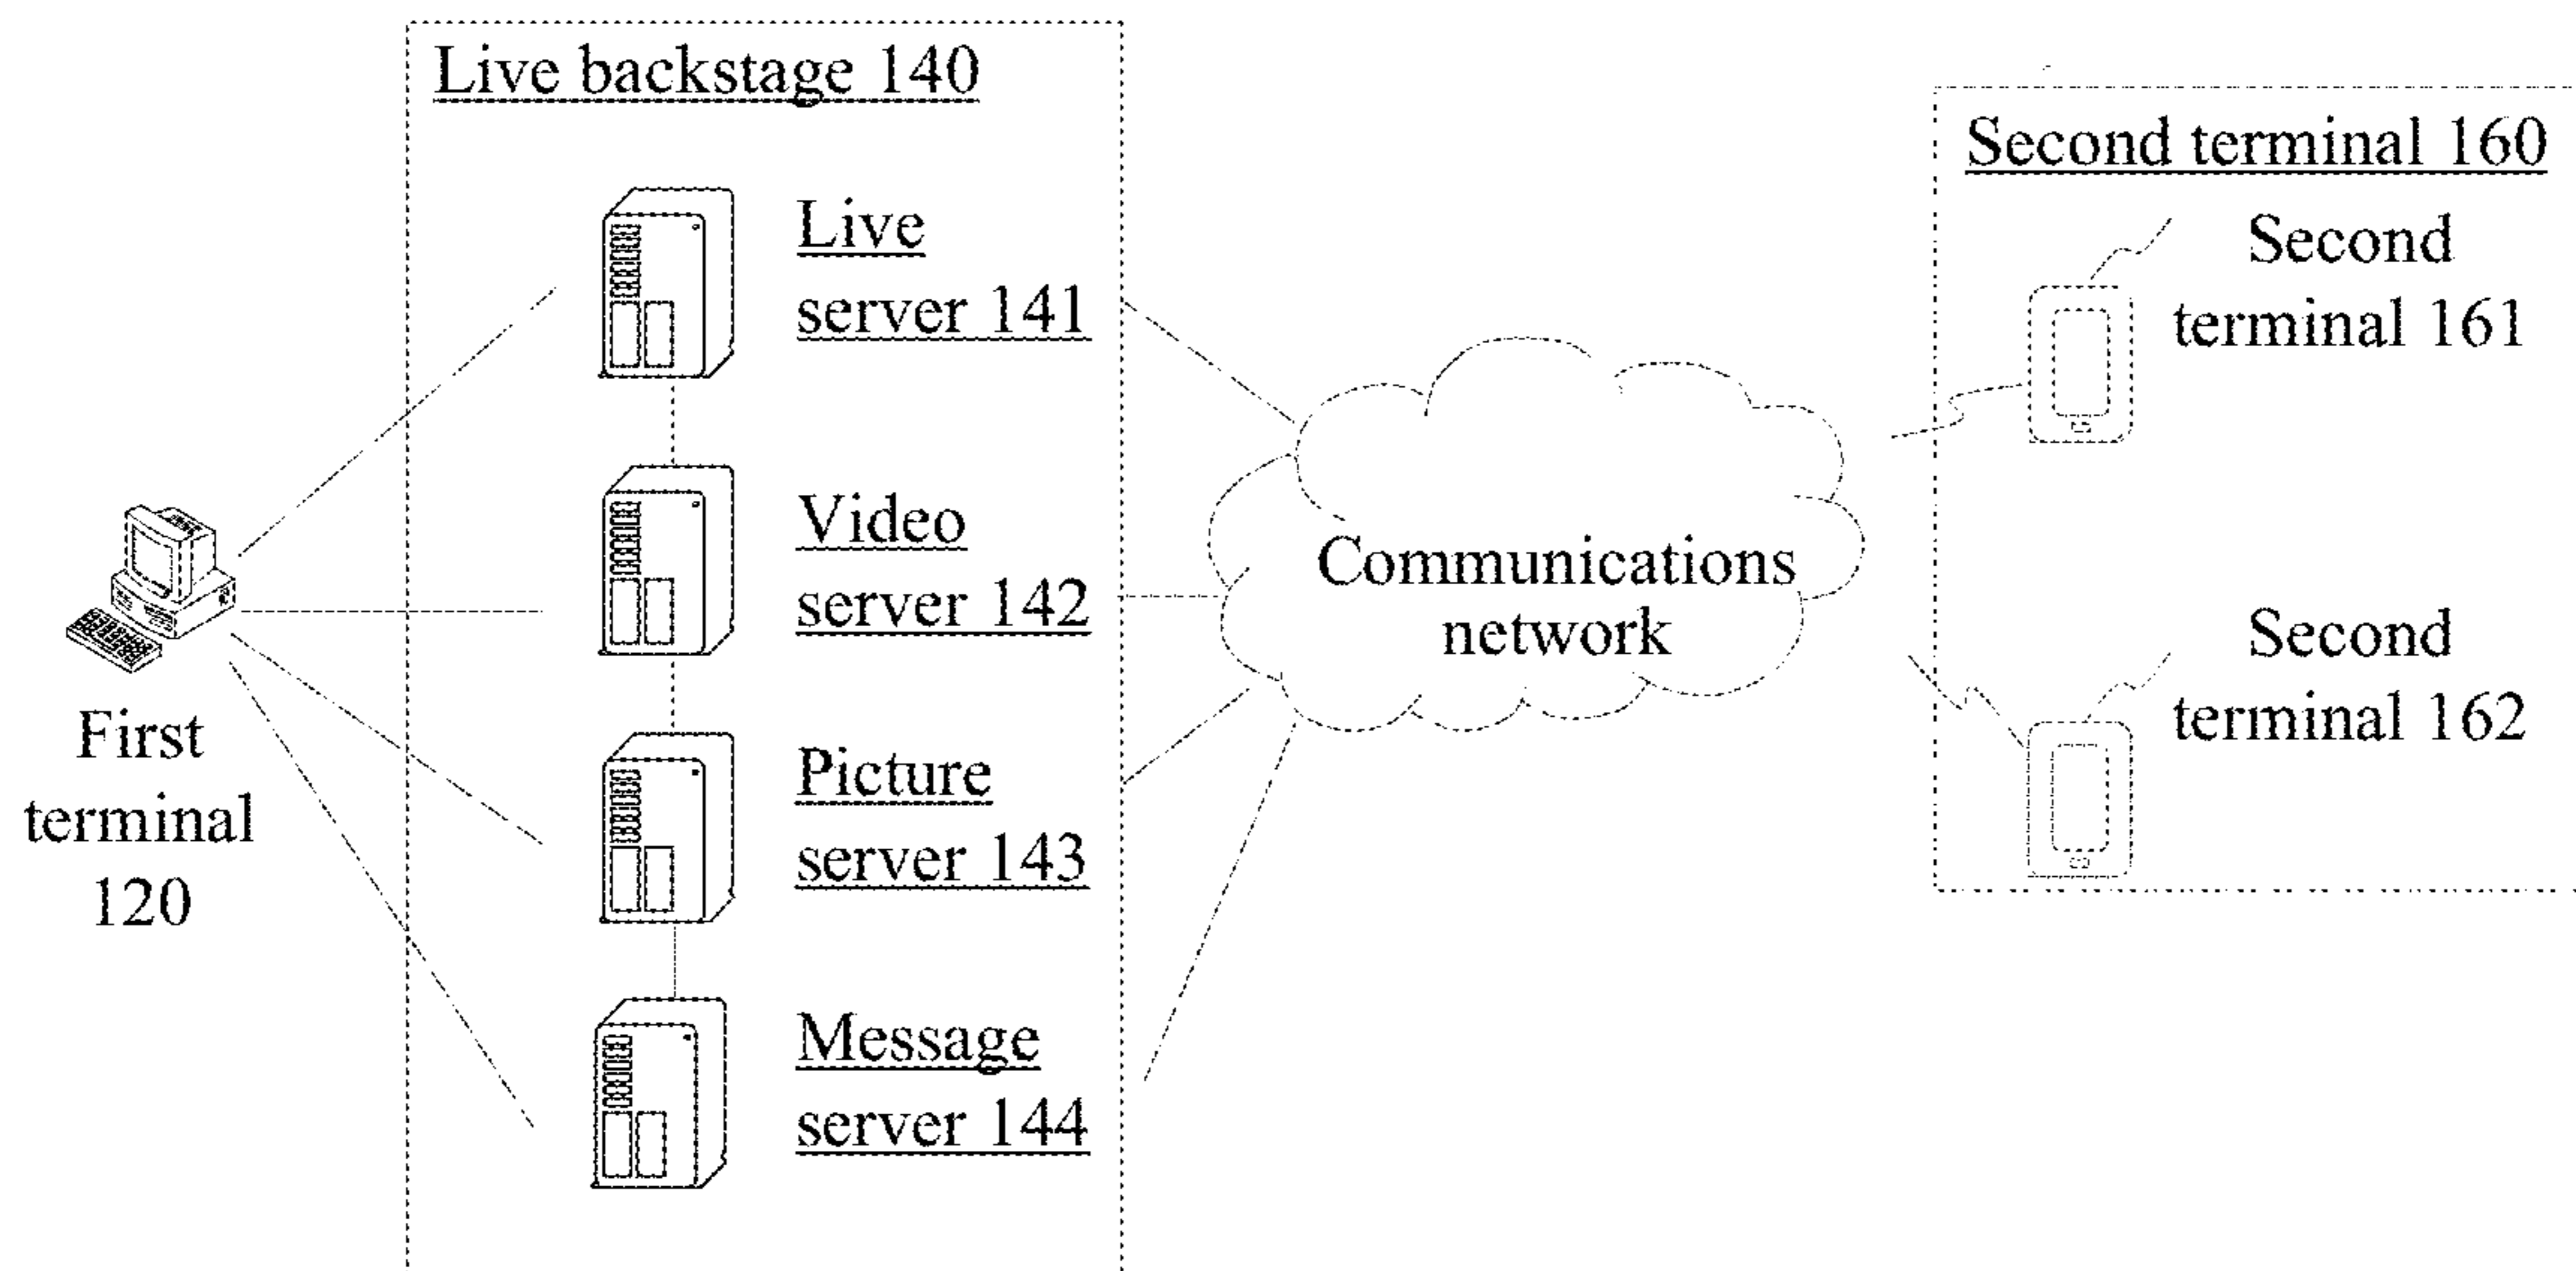 Live backstage 140
Live
server 141
Video
server 142
Picture
server 143
Message
server 144
First
terminal
120
Communications
network
Second terminal 160
Second
terminal 161
Second
terminal 162